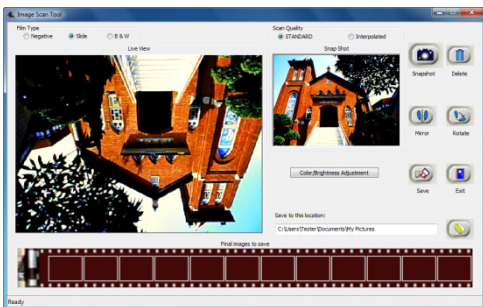 Image Scan Tool
Film Type
Negative
Slide
B & W
Scan Quality
STANDARD
Interpolated
Live View
Snap Shot
Snapshot
Delete
Mirror
Rotate
Color/Brightness Adjustment
Save
Exit
Save to this location:
C:\Users\Tester\Documents\My Pictures
Final images to save
Ready